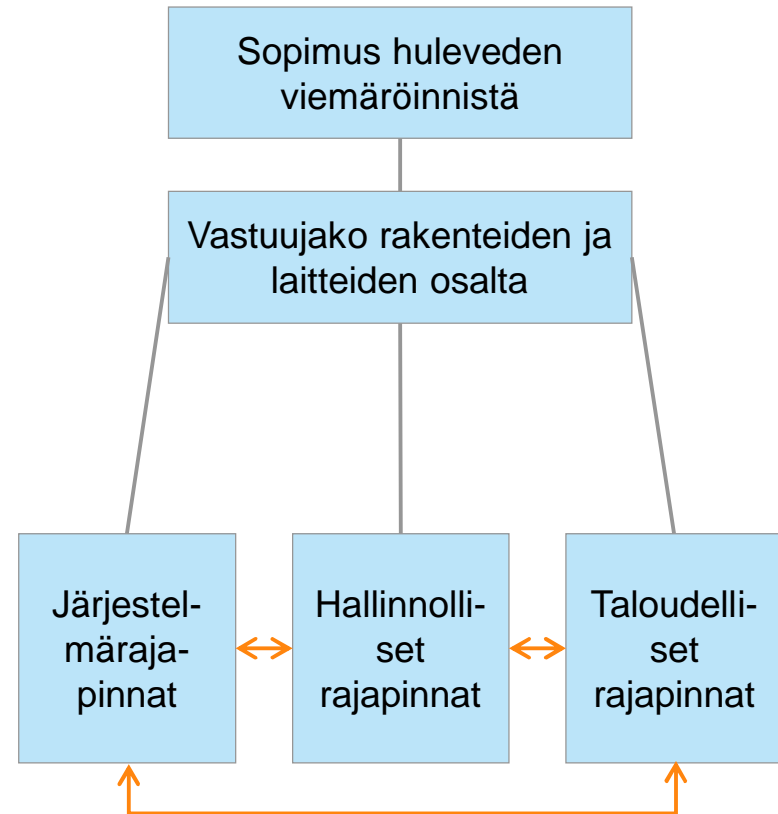 Sopimus huleveden
viemäröinnistä
Vastuujako rakenteiden ja
laitteiden osalta
Järjestel-
märaja-
pinnat
Hallinnolli-
set
rajapinnat
Taloudelli-
set
rajapinnat